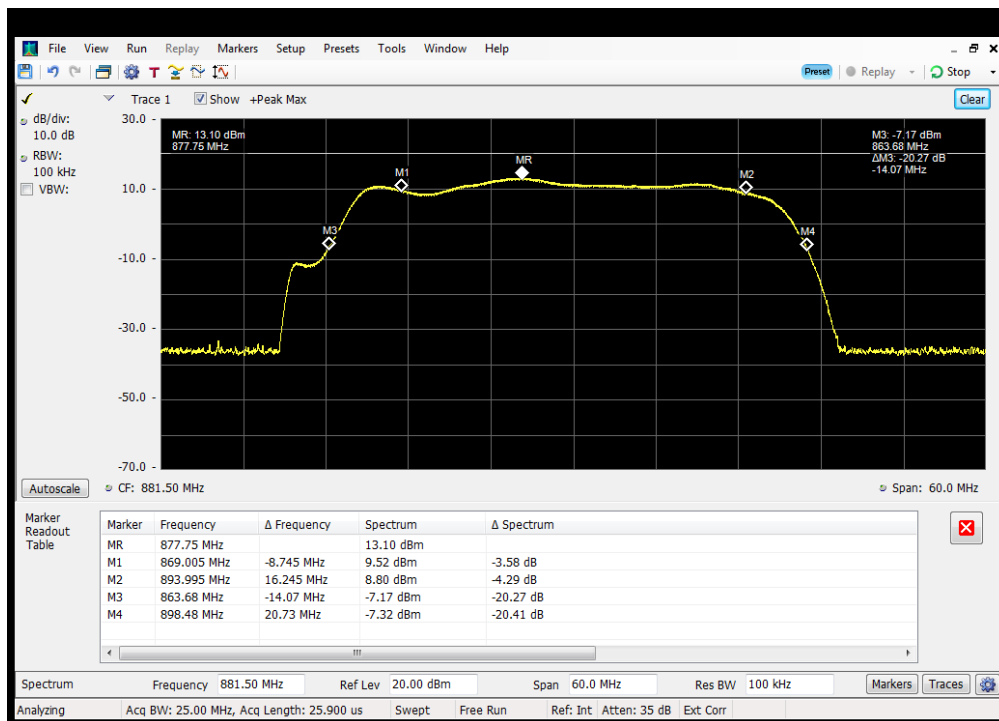 File View Run Replay Markers Setup Presets Tools Window Help
T Preset Replay Stop
Trace 1 Show +Peak Max Clear
dB/div:
10.0 dB
RBW:
100 kHz
VBW:
30.0
10.0
-10.0
-30.0
-50.0
-70.0
MR: 13.10 dBm
877.75 MHz
M3: -7.17 dBm
863.68 MHz
ΔM3: -20.27 dB
-14.07 MHz
MR
M1
M2
M3
M4
Autoscale CF: 881.50 MHz Span: 60.0 MHz
Marker
Readout
Table
Marker Frequency Δ Frequency Spectrum Δ Spectrum
MR 877.75 MHz 13.10 dBm
M1 869.005 MHz -8.745 MHz 9.52 dBm -3.58 dB
M2 893.995 MHz 16.245 MHz 8.80 dBm -4.29 dB
M3 863.68 MHz -14.07 MHz -7.17 dBm -20.27 dB
M4 898.48 MHz 20.73 MHz -7.32 dBm -20.41 dB
Spectrum Frequency 881.50 MHz Ref Lev 20.00 dBm Span 60.0 MHz Res BW 100 kHz Markers Traces
Analyzing Acq BW: 25.00 MHz, Acq Length: 25.900 us Swept Free Run Ref: Int Atten: 35 dB Ext Corr